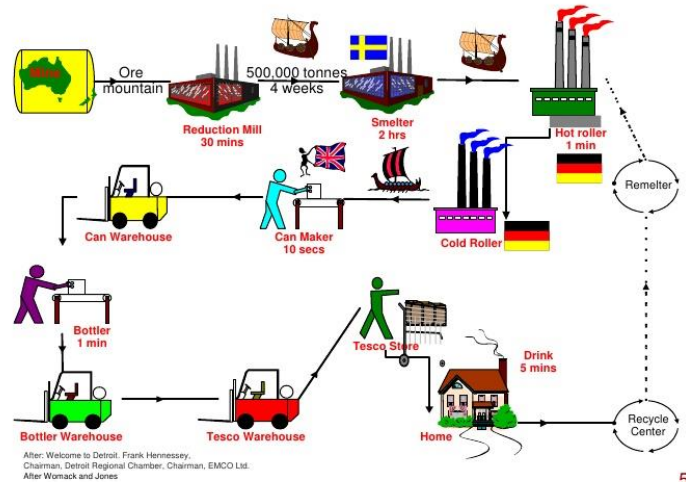 Mine
Ore
mountain
Reduction Mill
30 mins
500,000 tonnes
4 weeks
Smelter
2 hrs
Hot roller
1 min
Remelter
Can Warehouse
Can Maker
10 secs
Cold Roller
Bottler
1 min
Tesco Store
Drink
5 mins
Bottler Warehouse
Tesco Warehouse
Home
Recycle
Center
After: Welcome to Detroit. Frank Hennessey,
Chairman, Detroit Regional Chamber, Chairman, EMCO Ltd.
After Womack and Jones
5